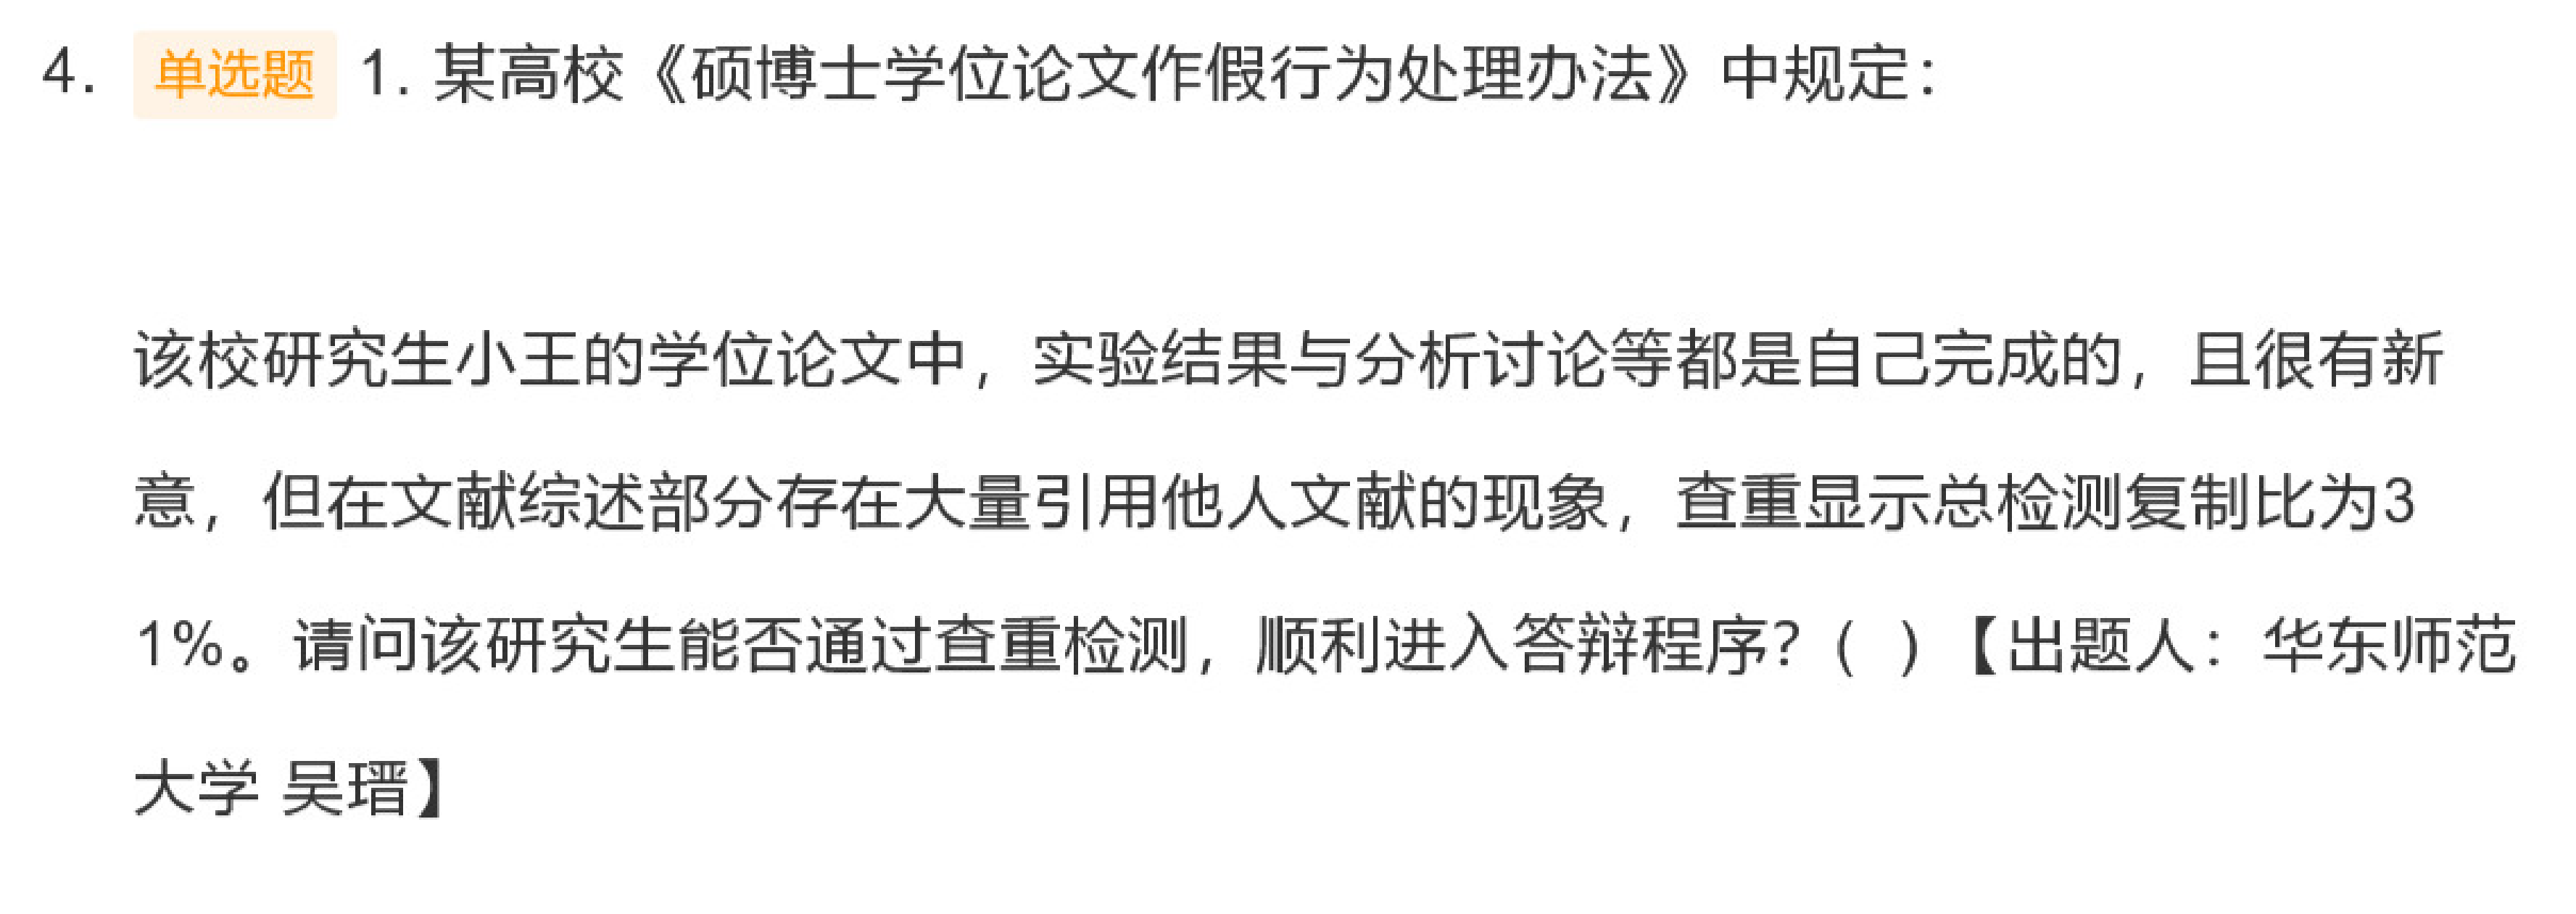 4. 单选题 1. 某高校《硕博士学位论文作假行为处理办法》中规定：
该校研究生小王的学位论文中，实验结果与分析讨论等都是自己完成的，且很有新
意，但在文献综述部分存在大量引用他人文献的现象，查重显示总检测复制比为3
1%。请问该研究生能否通过查重检测，顺利进入答辩程序？( )【出题人：华东师范
大学 吴瑨】